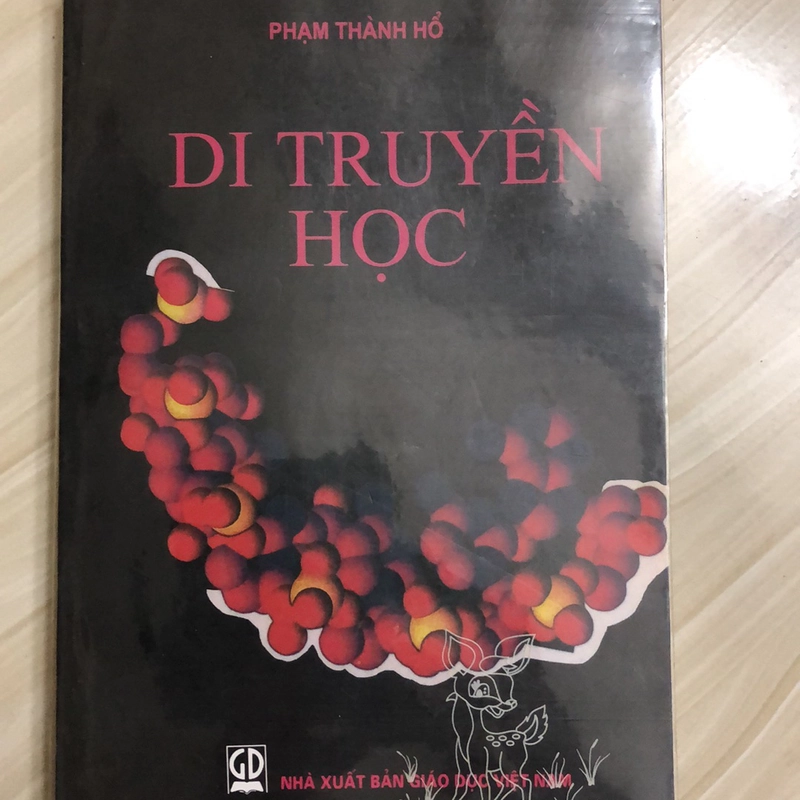 PHẠM THÀNH HỔ
DI TRUYỀN
HỌC
GD
NHÀ XUẤT BẢN GIÁO DỤC VIỆT NAM